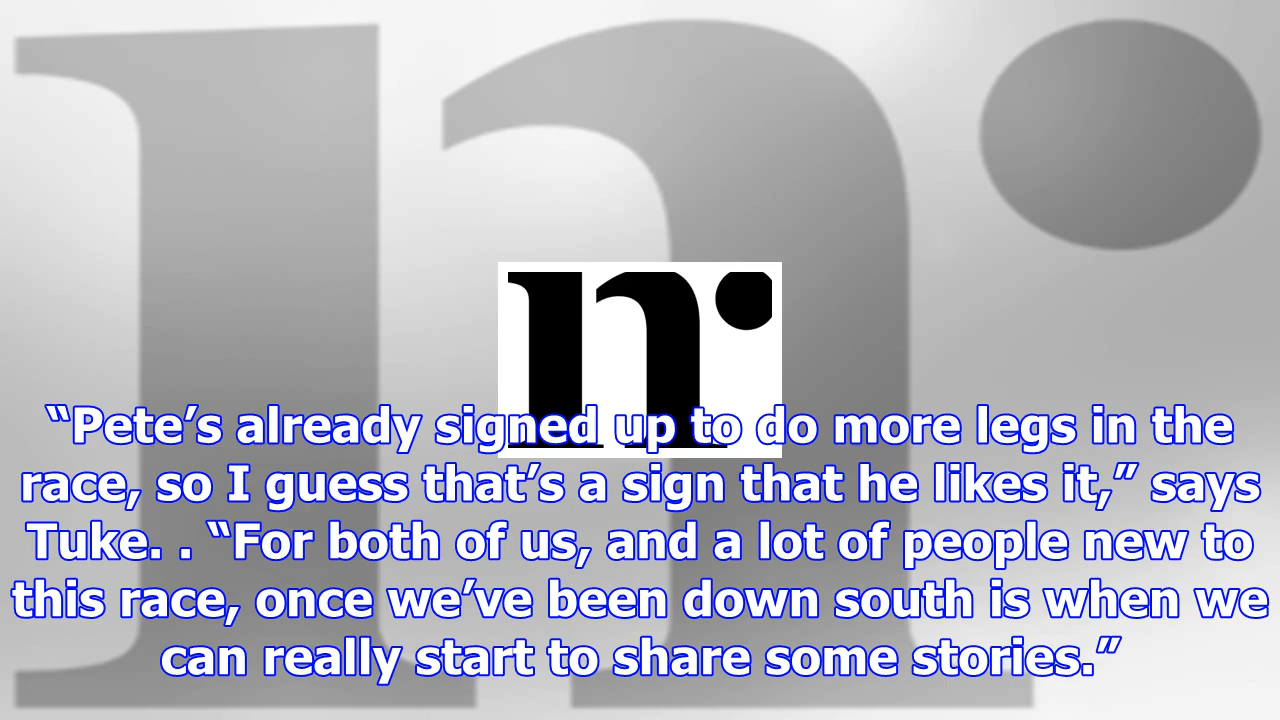 n
“Pete’s already signed up to do more legs in the
race, so I guess that’s a sign that he likes it,” says
Tuke. . “For both of us, and a lot of people new to
this race, once we’ve been down south is when we
can really start to share some stories.”